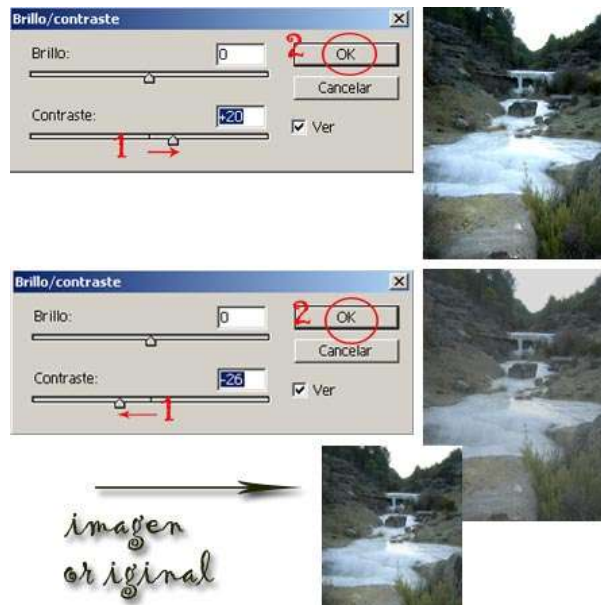 Brillo/contraste
Brillo:
0
2
OK
Cancelar
Contraste:
+20
Ver
1
Brillo/contraste
Brillo:
0
2
OK
Cancelar
Contraste:
-26
Ver
1
imagen
original